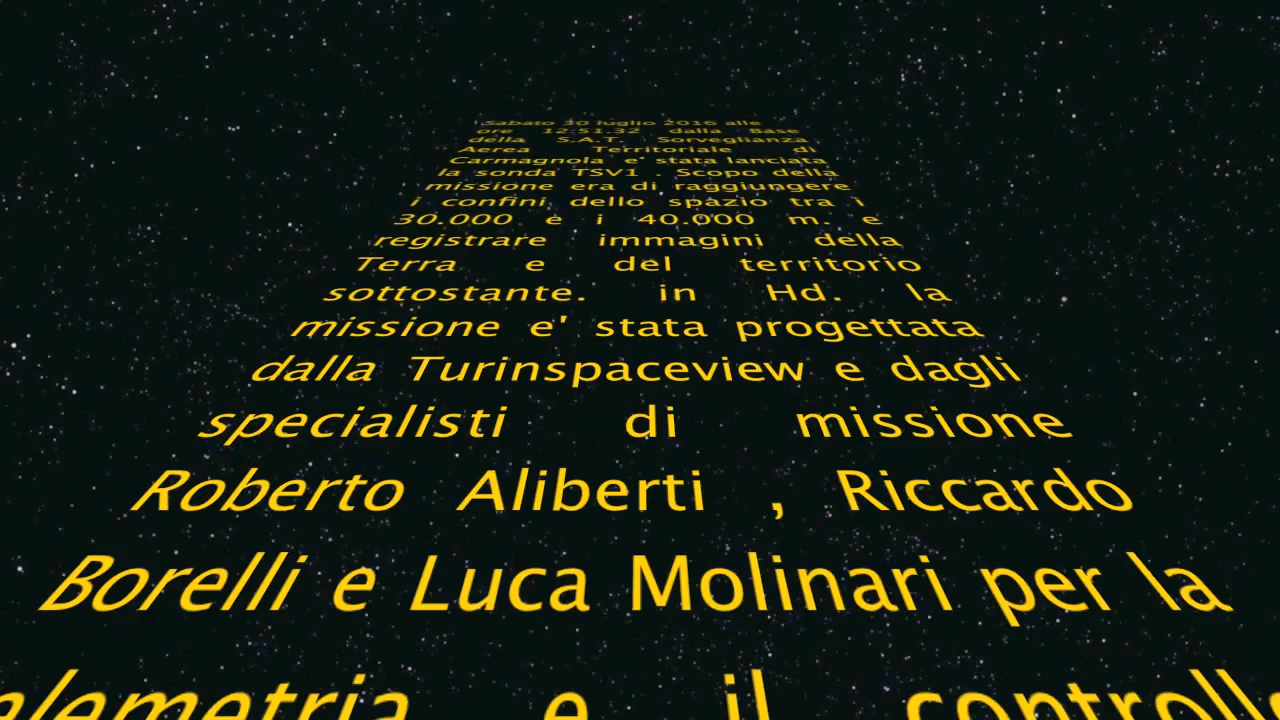 Sabato 30 luglio 2016 alle
ore 12.51.32 dalla Base
della S.A.T. Sorveglianza
Aerea Territoriale di
Carmagnola e' stata lanciata
la sonda TSV1 . Scopo della
missione era di raggiungere
i confini dello spazio tra i
30.000 e i 40.000 m. e
registrare immagini della
Terra e del territorio
sottostante. in Hd. la
missione e' stata progettata
dalla Turinspaceview e dagli
specialisti di missione
Roberto Aliberti , Riccardo
Borelli e Luca Molinari per la
e il